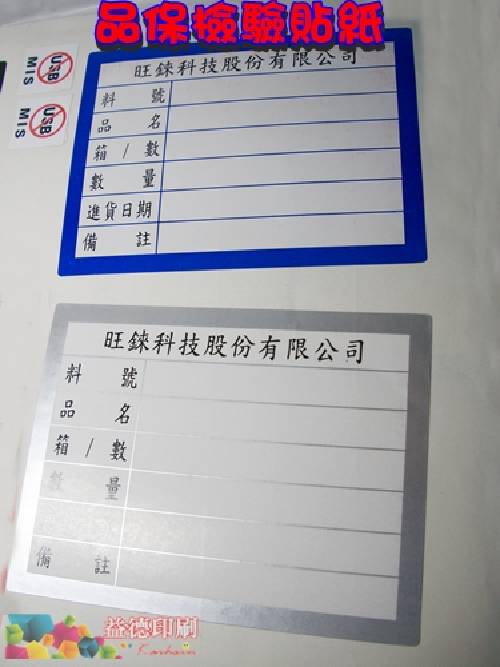 品保檢驗貼紙
USB
MIS
USB
MIS
旺錸科技股份有限公司
料 號
品 名
箱 / 數
數 量
進貨日期
備 註
旺錸科技股份有限公司
料 號
品 名
箱 / 數
數 量
備 註
益德印刷